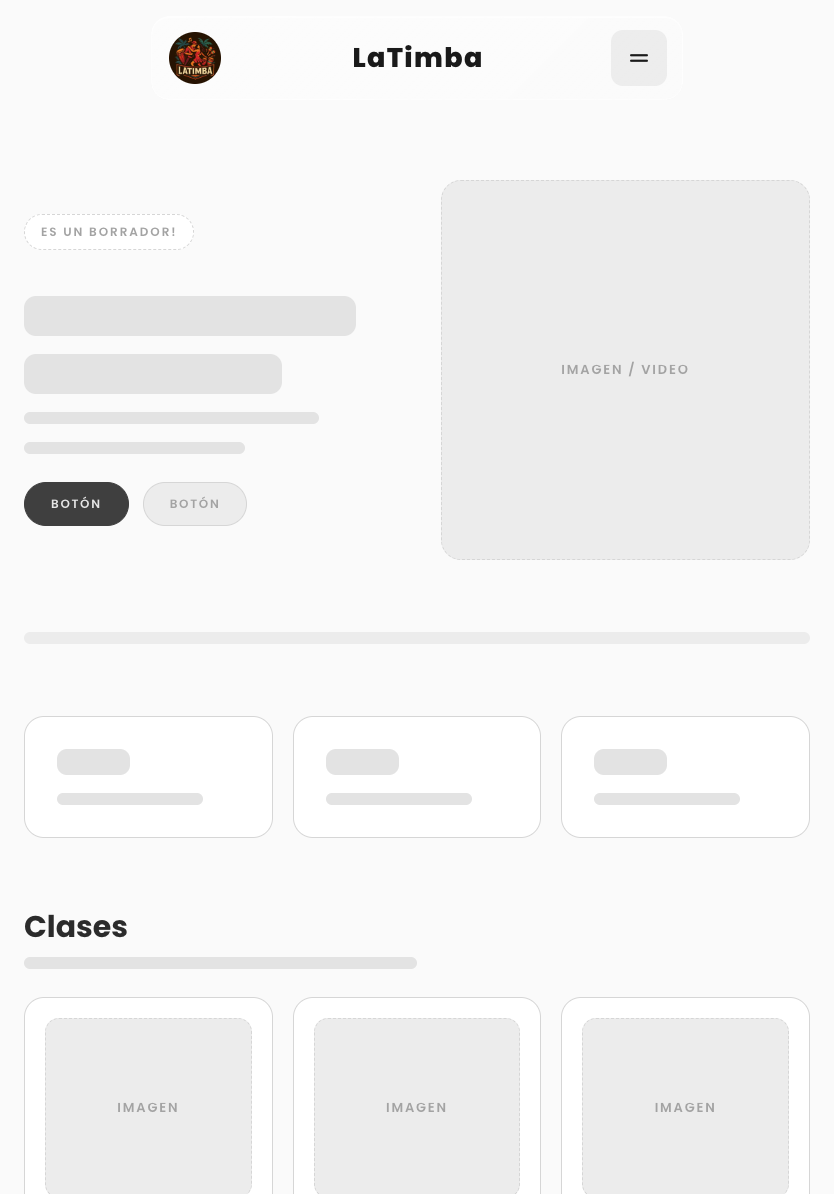 LATIMBA
LaTimba
ES UN BORRADOR!
IMAGEN / VIDEO
BOTÓN
BOTÓN
Clases
IMAGEN
IMAGEN
IMAGEN